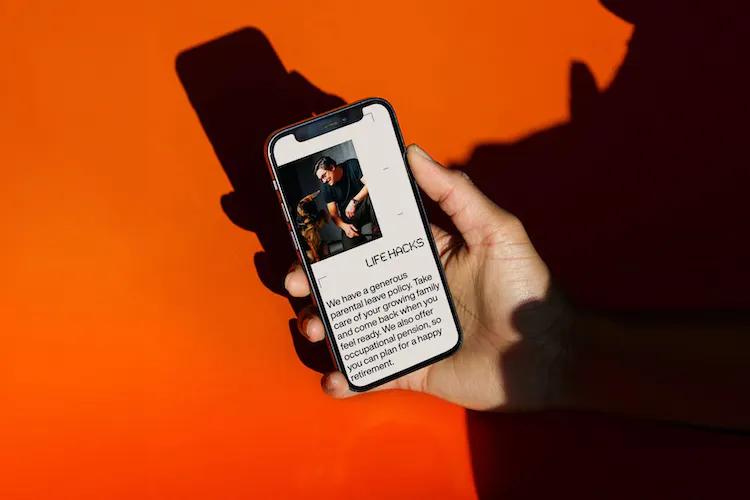 LIFE HACKS
We have a generous
parental leave policy. Take
care of your growing family
and come back when you
feel ready. We also offer
occupational pension, so
you can plan for a happy
retirement.